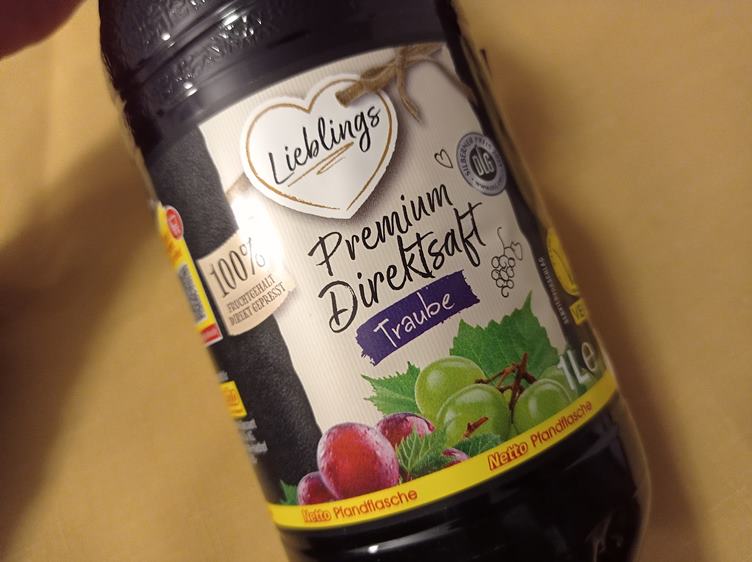 Lieblings
DLG
Premium
Direktsaft
Traube
100%
FRUCHTGEHALT
DIREKT GEPRESST
1L e
Netto Pfandflasche
Netto Pfandflasche